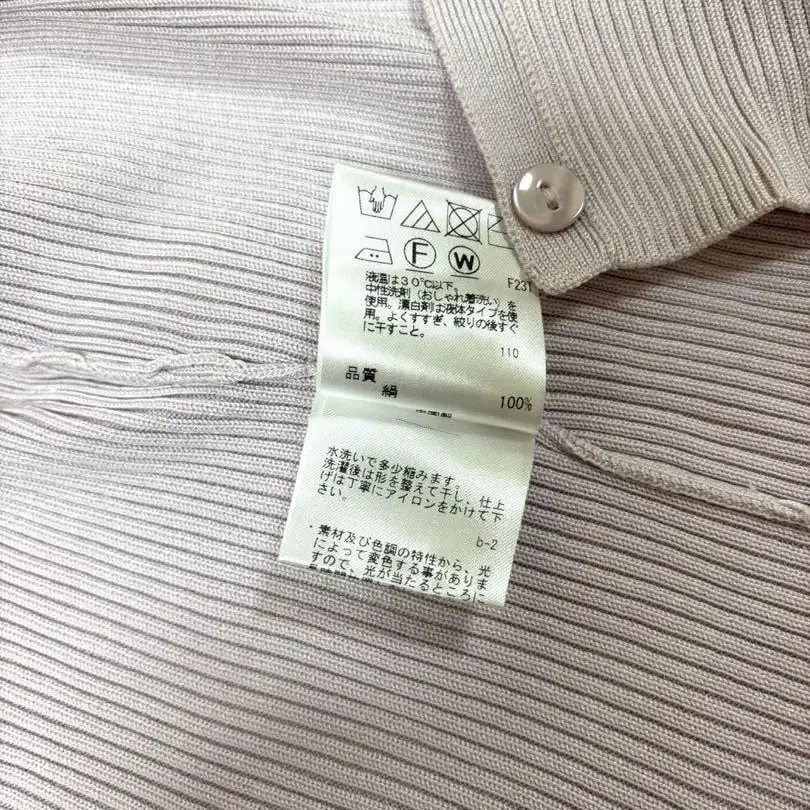 F
W
液温は30℃以下。
F231
中性洗剤（おしゃれ着洗い）を
使用。漂白剤は液体タイプを使
用。よくすすぎ、絞りの後すぐ
に干すこと。
110
品質
絹 100%
水洗いで多少縮みます。
洗濯後は形を整えて干し、仕上
げは丁寧にアイロンをかけて下
さい。
b-2
・素材及び色調の特性から、光
によって変色する事がありま
すので、光が当たるところに